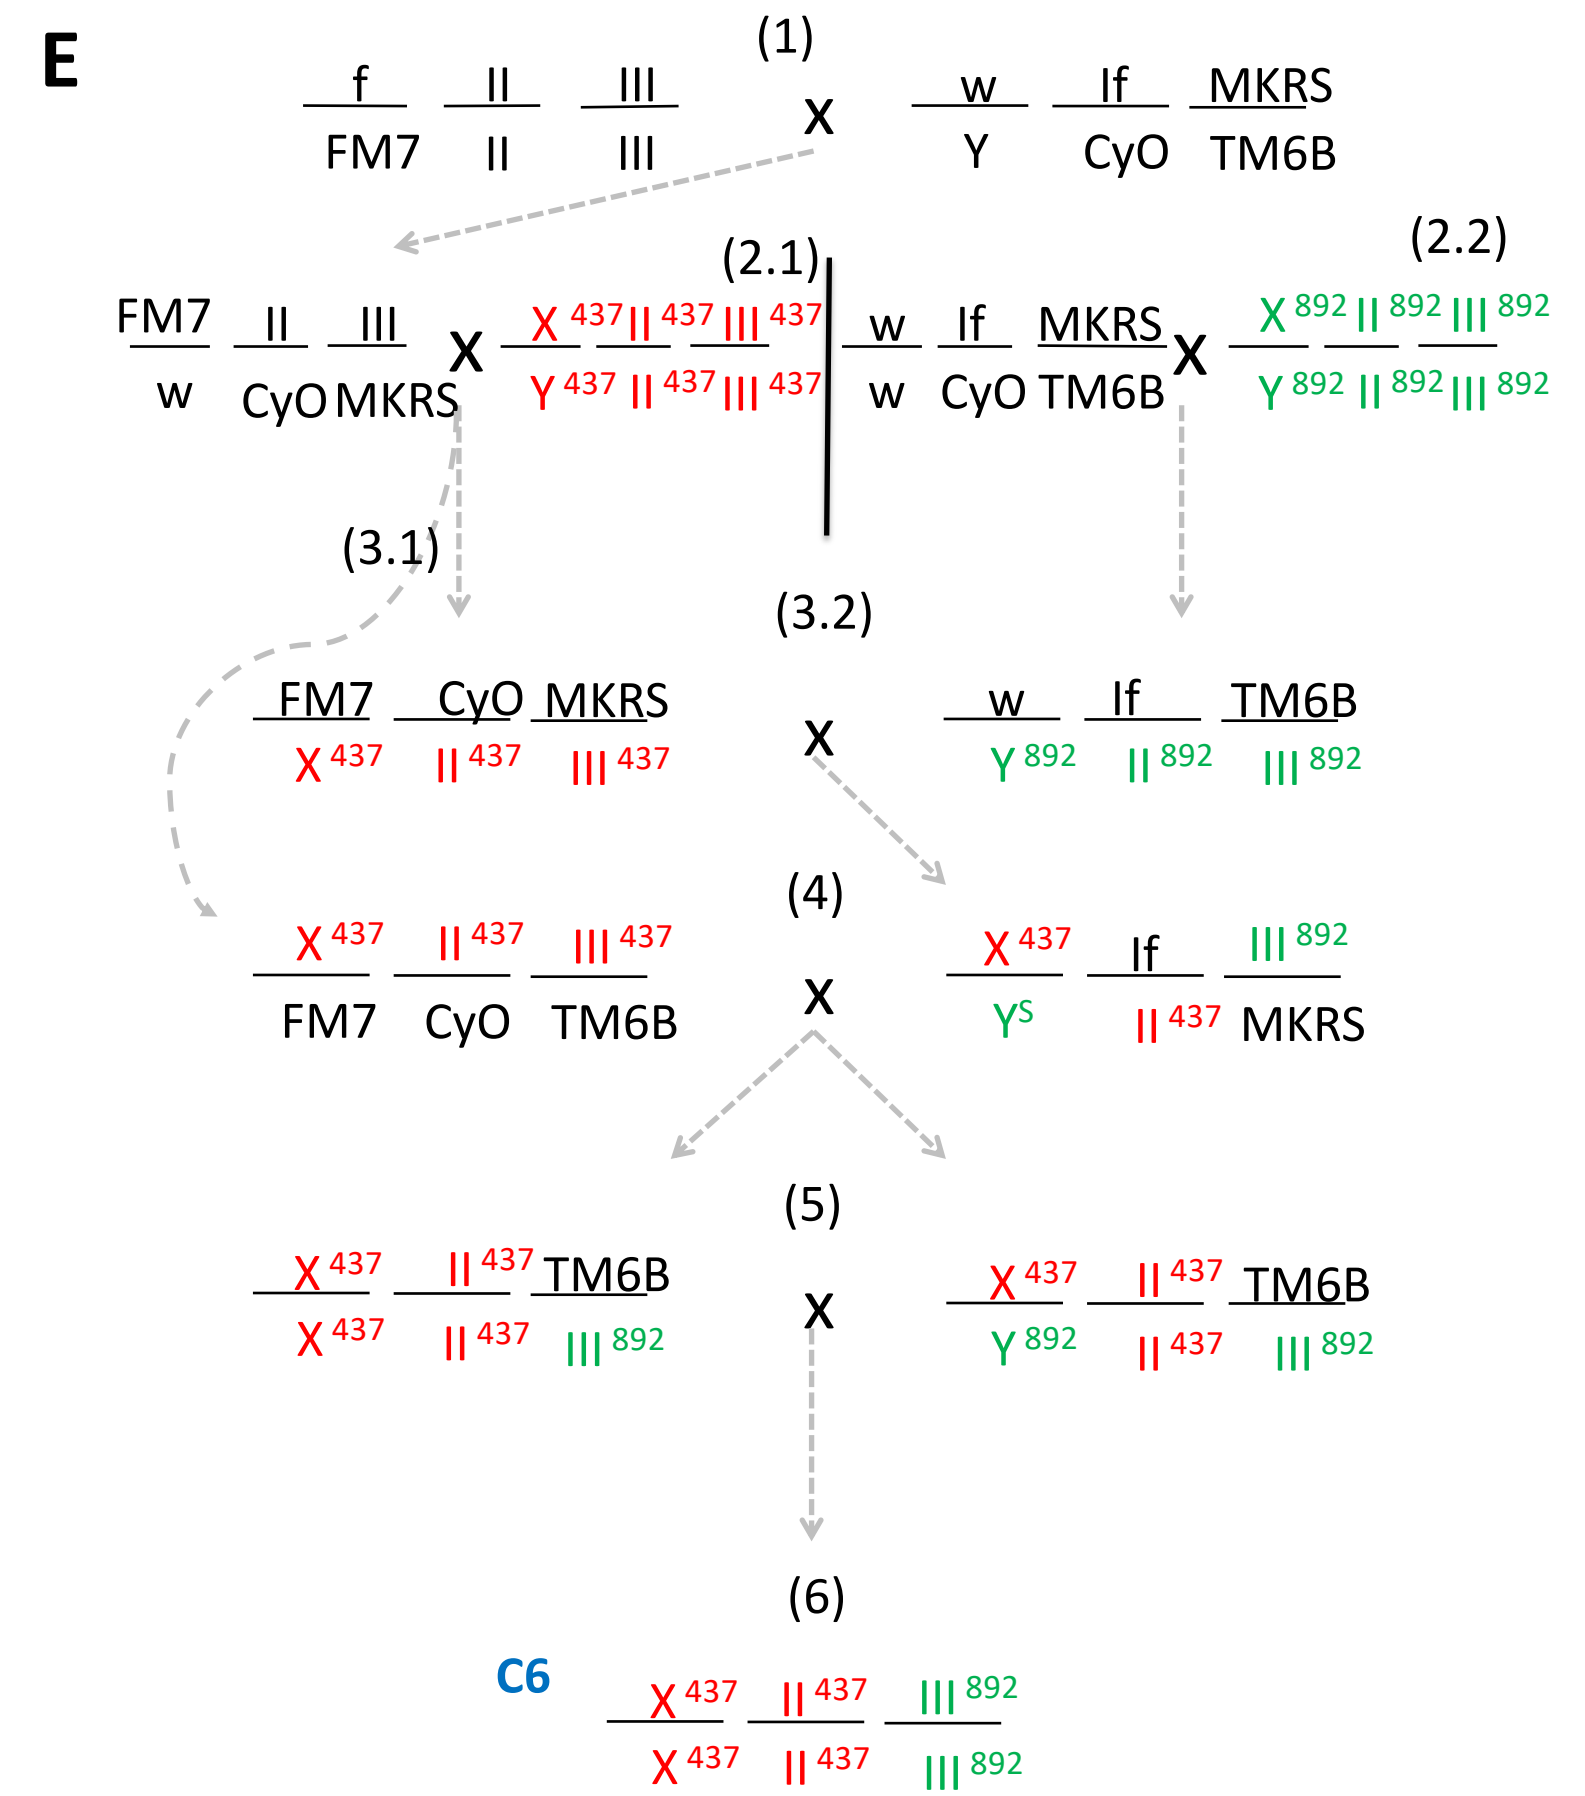 E
(1)
f II III w If MKRS
x
FM7 II III Y CyO TM6B
(2.1) (2.2)
FM7 II III X 437 II 437 III 437 w If MKRS X 892 II 892 III 892
x x
w CyO MKRS Y 437 II 437 III 437 w CyO TM6B Y 892 II 892 III 892
(3.1)
(3.2)
FM7 CyO MKRS w If TM6B
x
X 437 II 437 III 437 Y 892 II 892 III 892
(4)
X 437 II 437 III 437 X 437 If III 892
x
FM7 CyO TM6B YS II 437 MKRS
(5)
X 437 II 437 TM6B X 437 II 437 TM6B
x
X 437 II 437 III 892 Y 892 II 437 III 892
(6)
C6
X 437 II 437 III 892
X 437 II 437 III 892